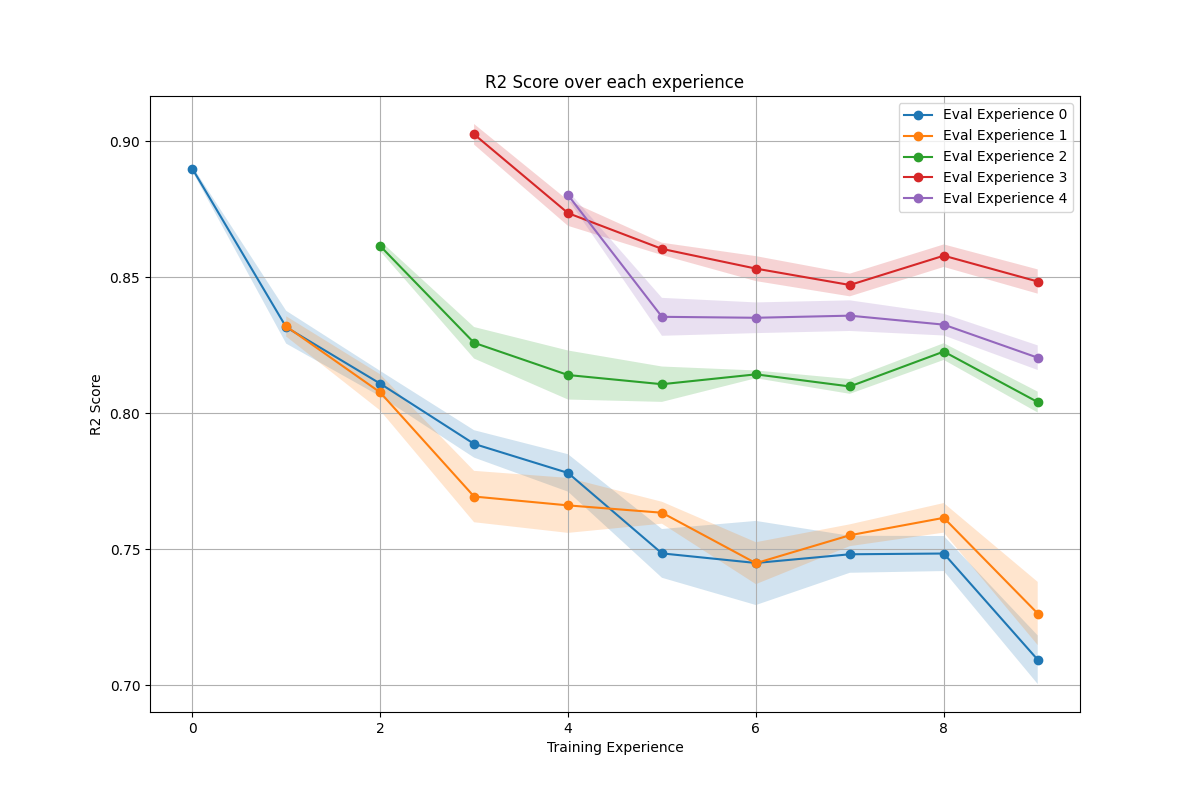 R2 Score over each experience
Eval Experience 0
Eval Experience 1
Eval Experience 2
Eval Experience 3
Eval Experience 4
0.90
0.85
0.80
0.75
0.70
R2 Score
0 2 4 6 8
Training Experience